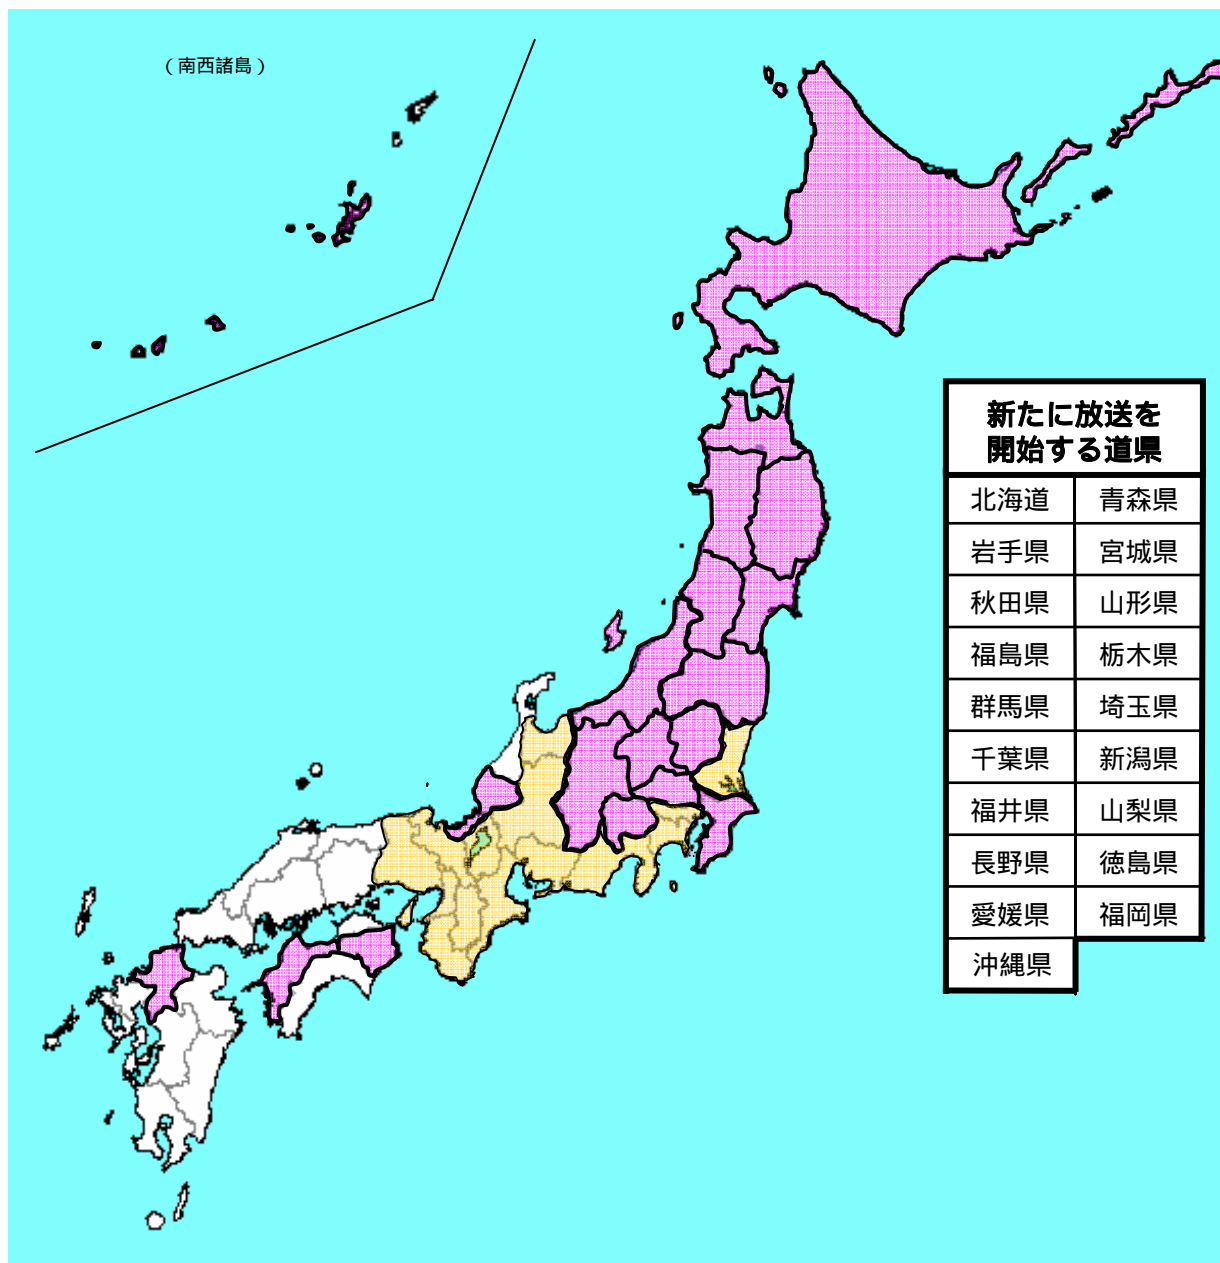 （南西諸島）
新たに放送を
開始する道県
北海道 青森県
岩手県 宮城県
秋田県 山形県
福島県 栃木県
群馬県 埼玉県
千葉県 新潟県
福井県 山梨県
長野県 徳島県
愛媛県 福岡県
沖縄県